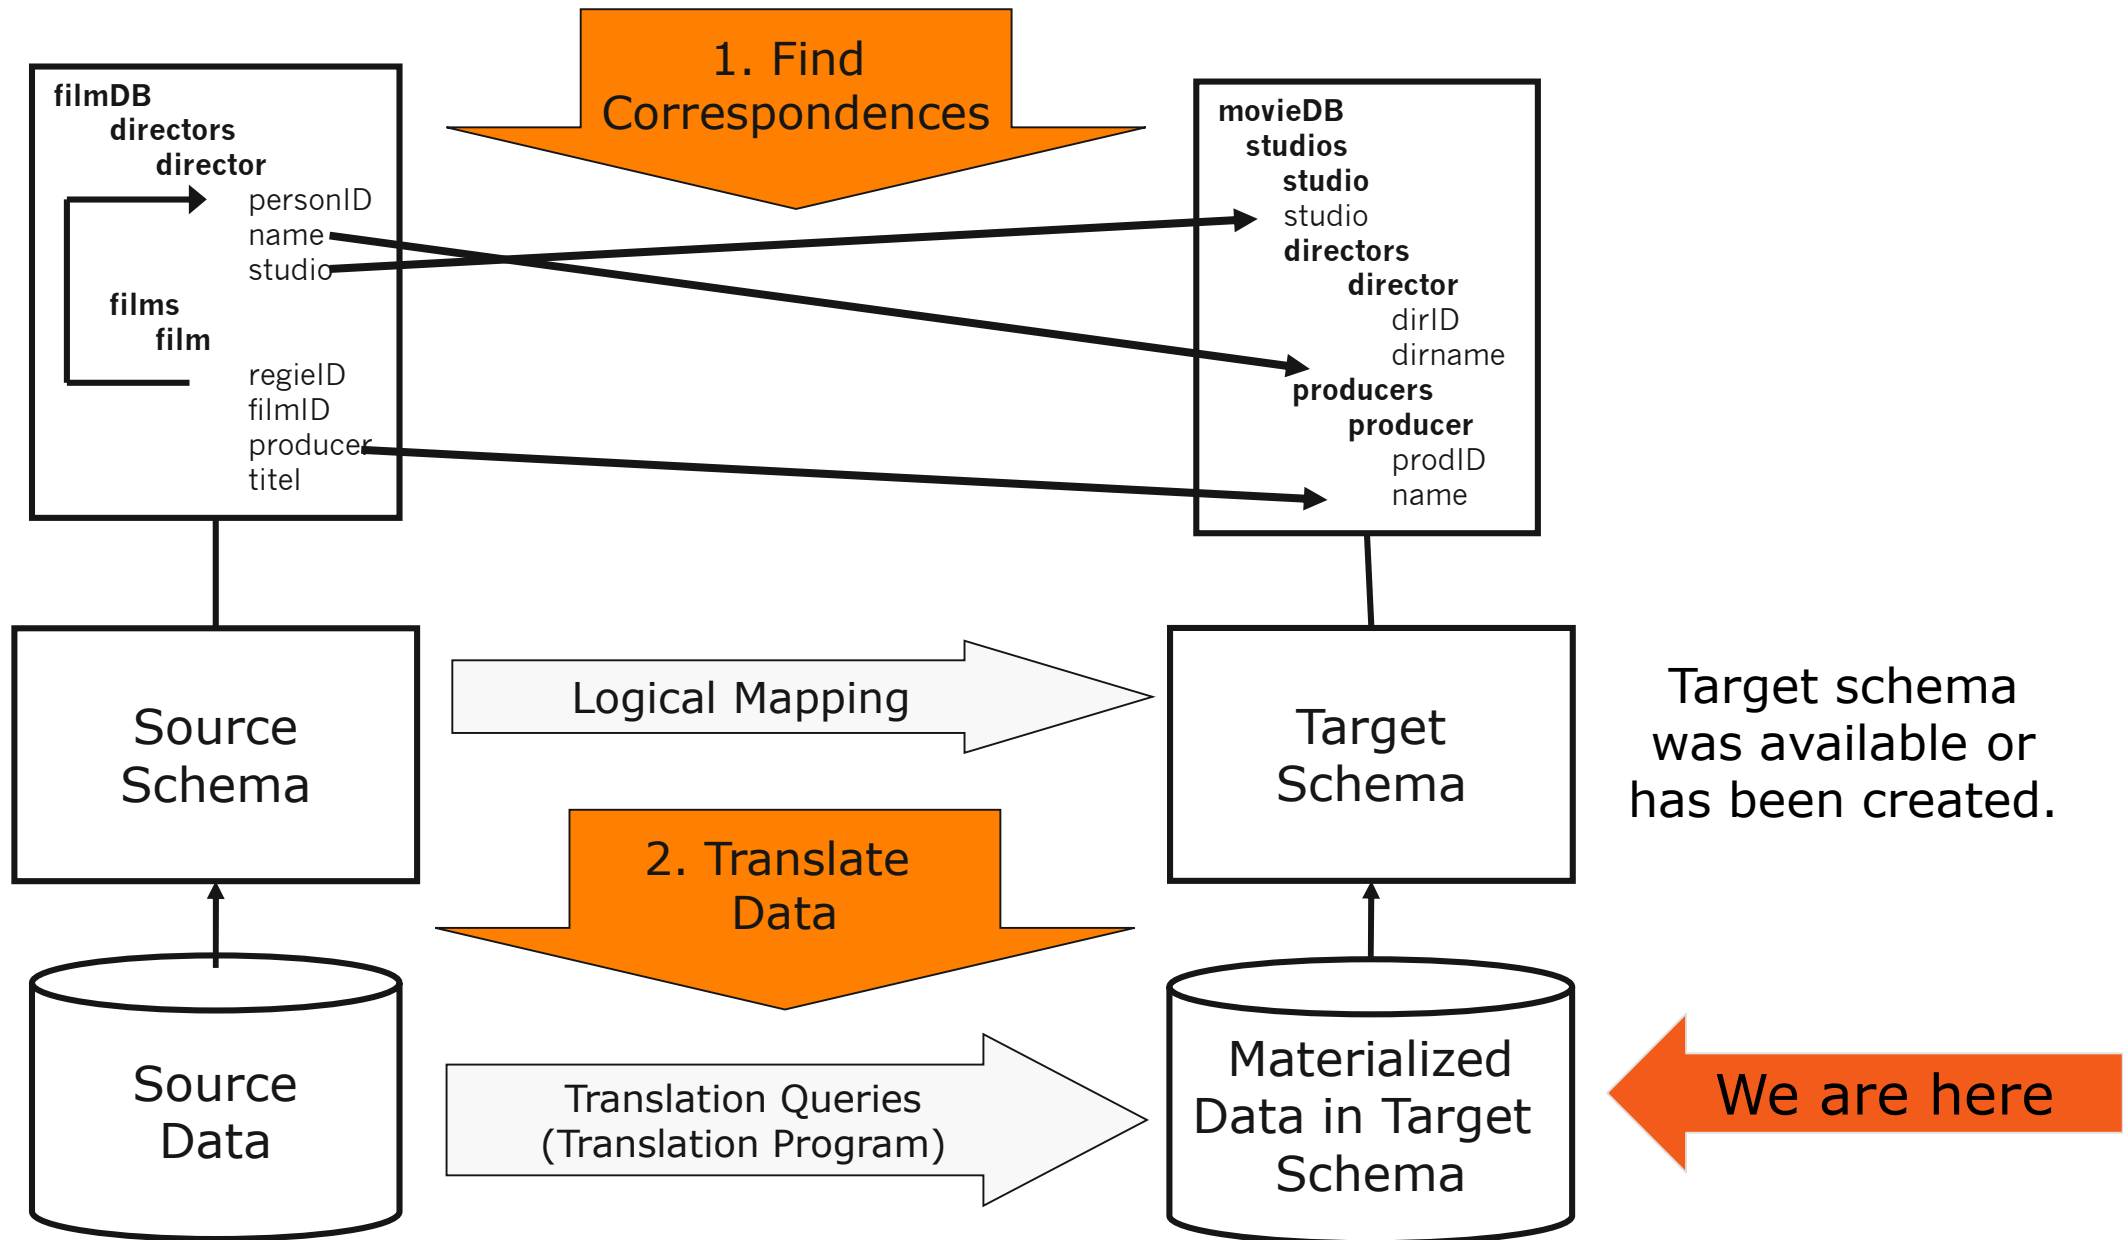 1. Find
Correspondences
filmDB
directors
director
personID
name
studio
films
film
regieID
filmID
producer
titel
movieDB
studios
studio
studio
directors
director
dirID
dirname
producers
producer
prodID
name
Source
Schema
Logical Mapping
Target
Schema
Target schema
was available or
has been created.
2. Translate
Data
Source
Data
Translation Queries
(Translation Program)
Materialized
Data in Target
Schema
We are here